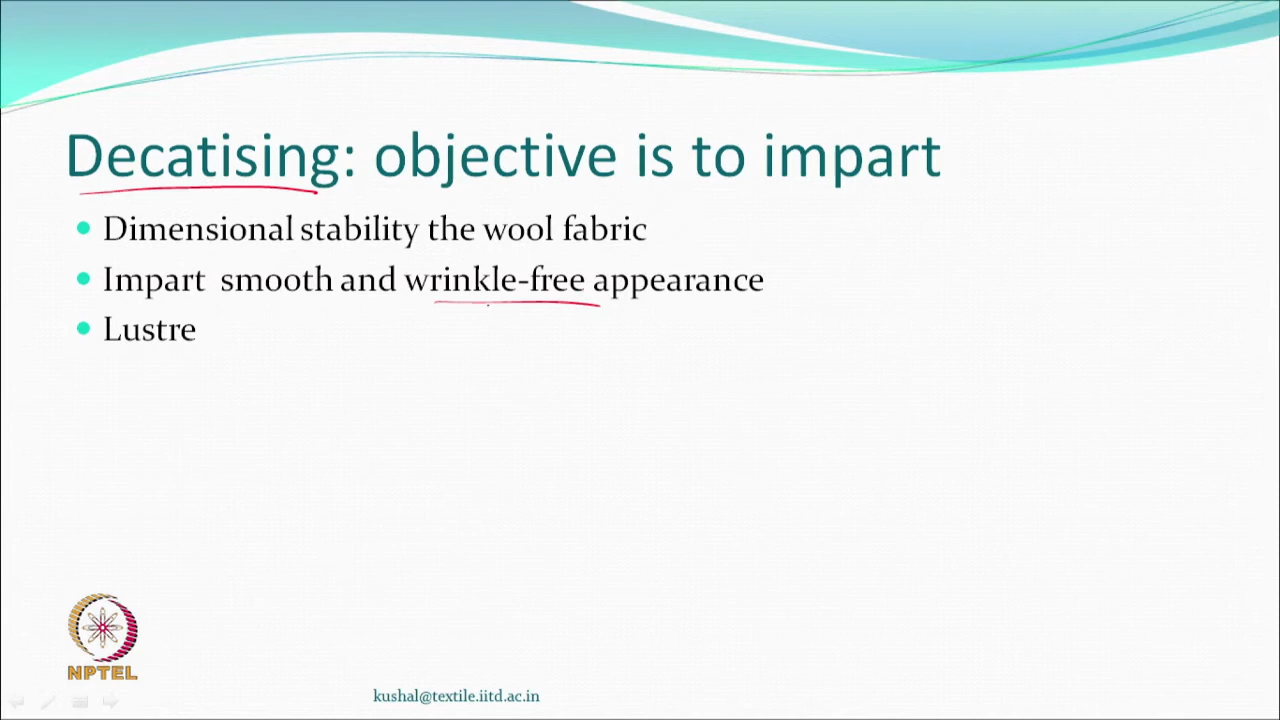 Decatising: objective is to impart
Dimensional stability the wool fabric
Impart smooth and wrinkle-free appearance
Lustre
NPTEL
kushal@textile.iitd.ac.in